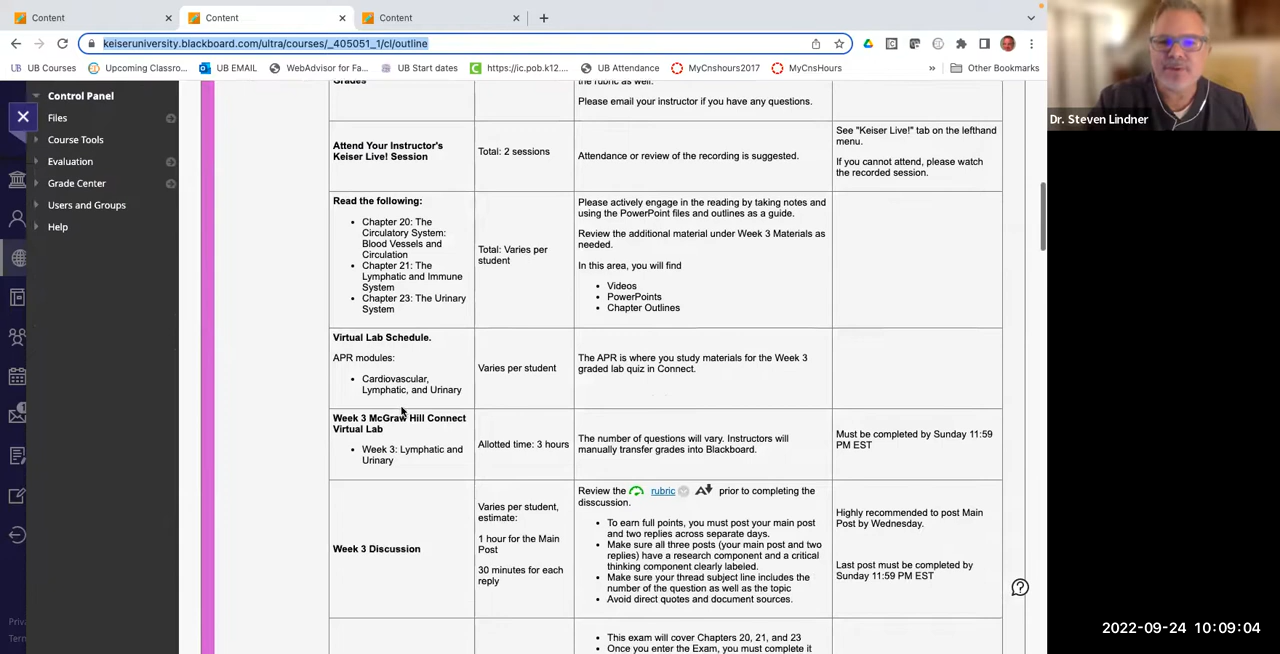 Content
Content
Content
keiseruniversity.blackboard.com/ultra/courses/_405051_1/cl/outline
UB Courses
Upcoming Classro...
UB EMAIL
WebAdvisor for Fa...
UB Start dates
https://ic.pob.k12....
UB Attendance
MyCnshours2017
MyCnsHours
»
Other Bookmarks
Control Panel
Files
Course Tools
Evaluation
Grade Center
Users and Groups
Help
Grades
the rubric as well.
Please email your instructor if you have any questions.
Attend Your Instructor's
Keiser Live! Session
Total: 2 sessions
Attendance or review of the recording is suggested.
See "Keiser Live!" tab on the lefthand
menu.
If you cannot attend, please watch
the recorded session.
Read the following:
• Chapter 20: The
Circulatory System:
Blood Vessels and
Circulation
• Chapter 21: The
Lymphatic and Immune
System
• Chapter 23: The Urinary
System
Total: Varies per
student
Please actively engage in the reading by taking notes and
using the PowerPoint files and outlines as a guide.
Review the additional material under Week 3 Materials as
needed.
In this area, you will find
• Videos
• PowerPoints
• Chapter Outlines
Virtual Lab Schedule.
APR modules:
• Cardiovascular,
Lymphatic, and Urinary
Varies per student
The APR is where you study materials for the Week 3
graded lab quiz in Connect.
Week 3 McGraw Hill Connect
Virtual Lab
• Week 3: Lymphatic and
Urinary
Allotted time: 3 hours
The number of questions will vary. Instructors will
manually transfer grades into Blackboard.
Must be completed by Sunday 11:59
PM EST
Week 3 Discussion
Varies per student,
estimate:
1 hour for the Main
Post
30 minutes for each
reply
Review the rubric prior to completing the
disscussion.
• To earn full points, you must post your main post
and two replies across separate days.
• Make sure all three posts (your main post and two
replies) have a research component and a critical
thinking component clearly labeled.
• Make sure your thread subject line includes the
number of the question as well as the topic
• Avoid direct quotes and document sources.
Highly recommended to post Main
Post by Wednesday.
Last post must be completed by
Sunday 11:59 PM EST
• This exam will cover Chapters 20, 21, and 23
• Once you enter the Exam, you must complete it
Priva
Term
Dr. Steven Lindner
2022-09-24 10:09:04